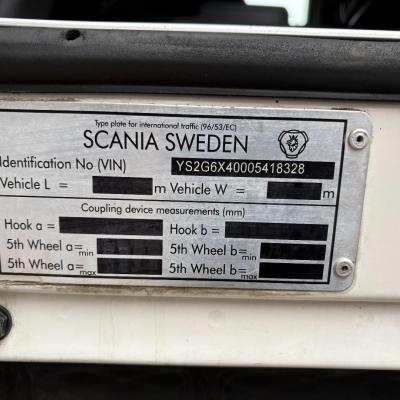 Type plate for international traffic (96/53/EC)
SCANIA SWEDEN
Identification No (VIN) YS2G6X40005418328
Vehicle L = m Vehicle W = m
Coupling device measurements (mm)
Hook a = Hook b =
5th Wheel a=min 5th Wheel b=min
5th Wheel a=max 5th Wheel b=max